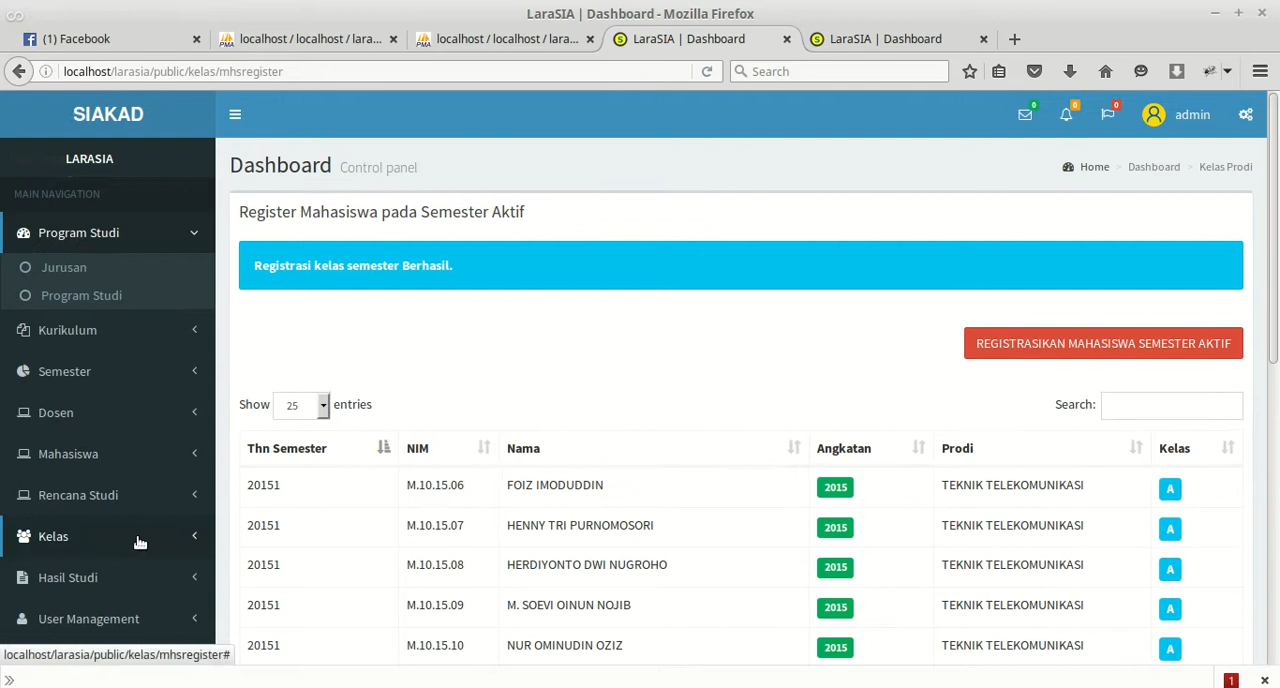 LaraSIA | Dashboard - Mozilla Firefox
(1) Facebook
localhost / localhost / lara...
localhost / localhost / lara...
LaraSIA | Dashboard
LaraSIA | Dashboard
localhost/larasia/public/kelas/mhsregister
Search
SIAKAD
0
0
0
admin
LARASIA
MAIN NAVIGATION
Program Studi
Jurusan
Program Studi
Kurikulum
Semester
Dosen
Mahasiswa
Rencana Studi
Kelas
Hasil Studi
User Management
localhost/larasia/public/kelas/mhsregister#
Dashboard Control panel
Home > Dashboard > Kelas Prodi
Register Mahasiswa pada Semester Aktif
Registrasi kelas semester Berhasil.
REGISTRASIKAN MAHASISWA SEMESTER AKTIF
Show 25 entries
Search:
Thn Semester NIM Nama Angkatan Prodi Kelas
20151 M.10.15.06 FOIZ IMODUDDIN 2015 TEKNIK TELEKOMUNIKASI A
20151 M.10.15.07 HENNY TRI PURNOMOSORI 2015 TEKNIK TELEKOMUNIKASI A
20151 M.10.15.08 HERDIYONTO DWI NUGROHO 2015 TEKNIK TELEKOMUNIKASI A
20151 M.10.15.09 M. SOEVI OINUN NOJIB 2015 TEKNIK TELEKOMUNIKASI A
20151 M.10.15.10 NUR OMINUDIN OZIZ 2015 TEKNIK TELEKOMUNIKASI A
1